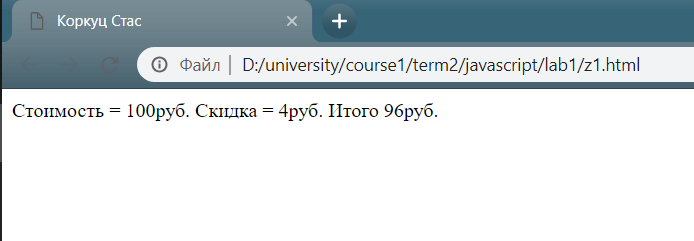 Коркуц Стас
Файл D:/university/course1/term2/javascript/lab1/z1.html
Стоимость = 100руб. Скидка = 4руб. Итого 96руб.